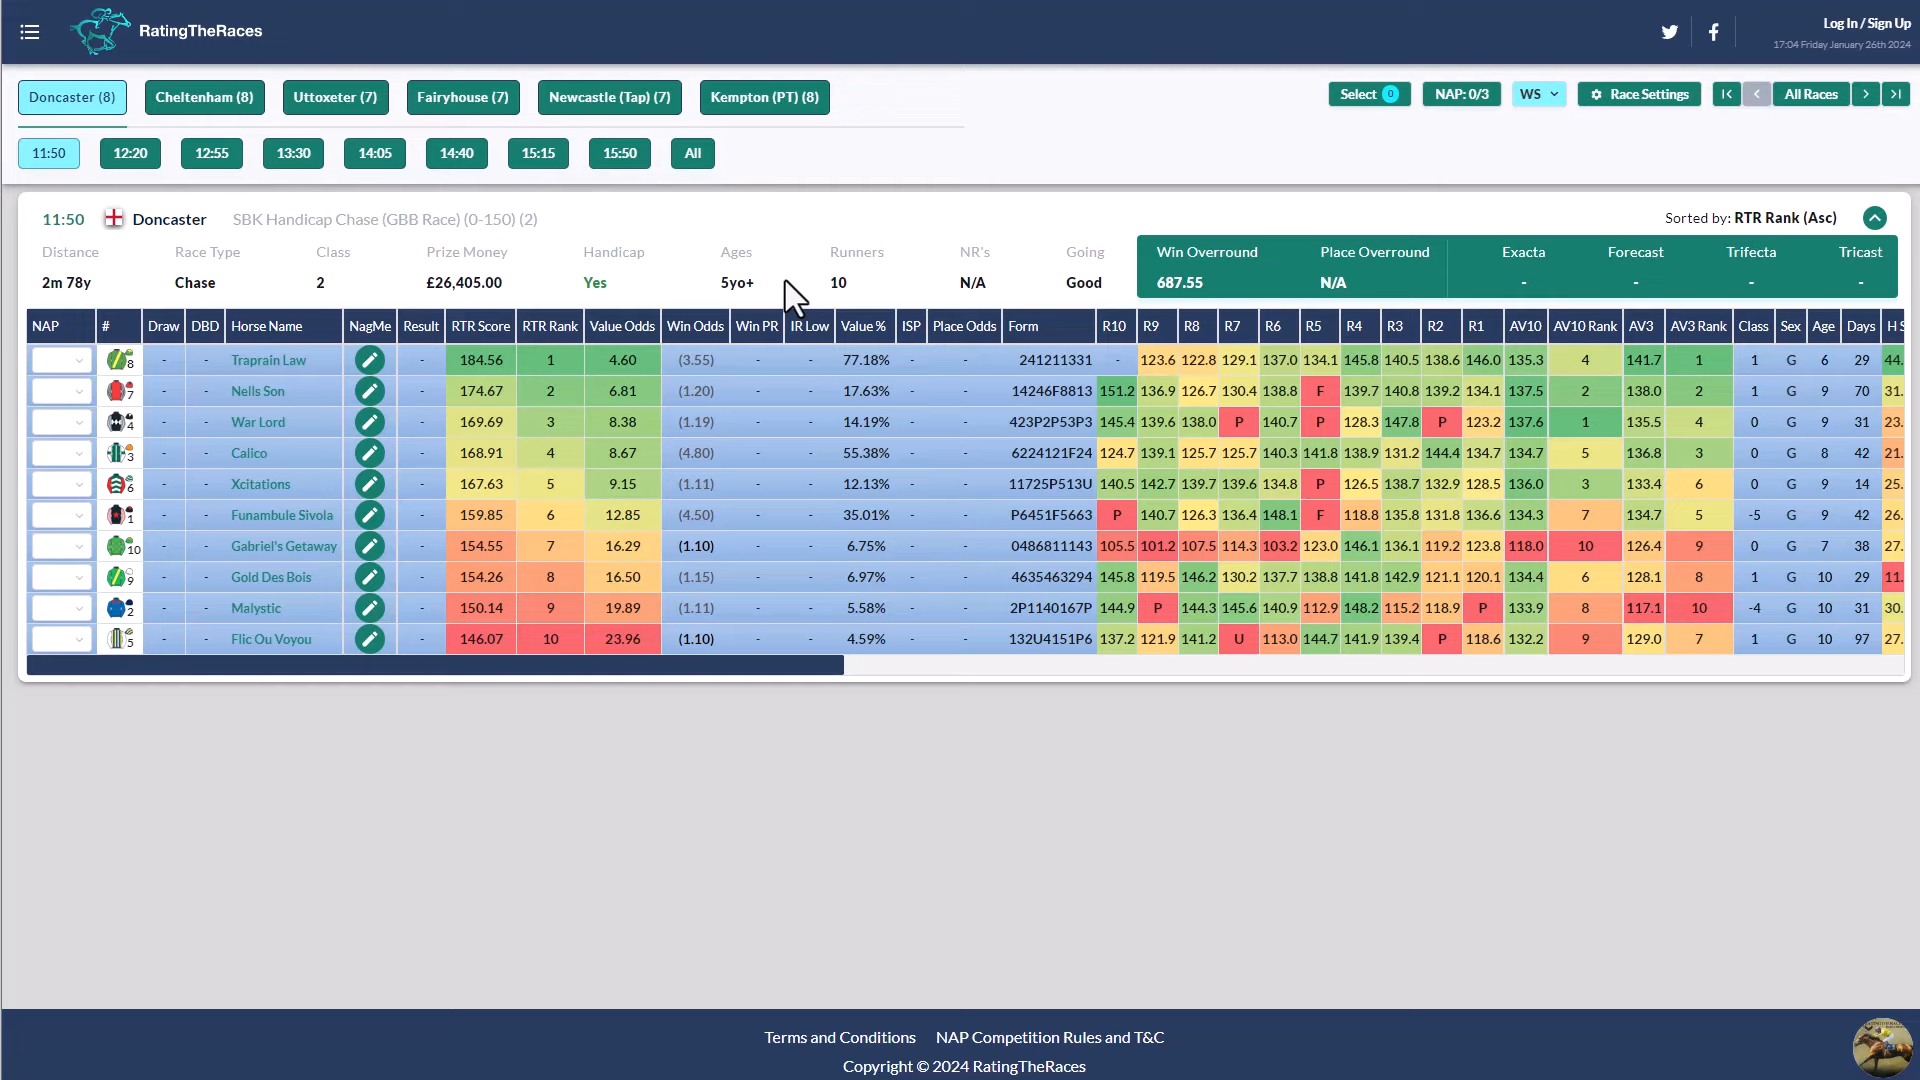 RatingTheRaces
Log In / Sign Up
17:04 Friday January 26th 2024
Doncaster (8) Cheltenham (8) Uttoxeter (7) Fairyhouse (7) Newcastle (Tap) (7) Kempton (PT) (8) Select 0 NAP: 0/3 WS Race Settings All Races
11:50 12:20 12:55 13:30 14:05 14:40 15:15 15:50 All
11:50 Doncaster SBK Handicap Chase (GBB Race) (0-150) (2) Sorted by: RTR Rank (Asc)
Distance Race Type Class Prize Money Handicap Ages Runners NR's Going Win Overround Place Overround Exacta Forecast Trifecta Tricast
2m 78y Chase 2 £26,405.00 Yes 5yo+ 10 N/A Good 687.55 N/A - - - -
NAP # Draw DBD Horse Name NagMe Result RTR Score RTR Rank Value Odds Win Odds Win PR IR Low Value % ISP Place Odds Form R10 R9 R8 R7 R6 R5 R4 R3 R2 R1 AV10 AV10 Rank AV3 AV3 Rank Class Sex Age Days H S
8 - - Traprain Law - 184.56 1 4.60 (3.55) - - 77.18% - - 241211331 - 123.6 122.8 129.1 137.0 134.1 145.8 140.5 138.6 146.0 135.3 4 141.7 1 1 G 6 29 44.
7 - - Nells Son - 174.67 2 6.81 (1.20) - - 17.63% - - 14246F8813 151.2 136.9 126.7 130.4 138.8 F 139.7 140.8 139.2 134.1 137.5 2 138.0 2 1 G 9 70 31.
4 - - War Lord - 169.69 3 8.38 (1.19) - - 14.19% - - 423P2P53P3 145.4 139.6 138.0 P 140.7 P 128.3 147.8 P 123.2 137.6 1 135.5 4 0 G 9 31 23.
3 - - Calico - 168.91 4 8.67 (4.80) - - 55.38% - - 6224121F24 124.7 139.1 125.7 125.7 140.3 141.8 138.9 131.2 144.4 134.7 134.7 5 136.8 3 0 G 8 42 21.
6 - - Xcitations - 167.63 5 9.15 (1.11) - - 12.13% - - 11725P513U 140.5 142.7 139.7 139.6 134.8 P 126.5 138.7 132.9 128.5 136.0 3 133.4 6 0 G 9 14 25.
1 - - Funambule Sivola - 159.85 6 12.85 (4.50) - - 35.01% - - P6451F5663 P 140.7 126.3 136.4 148.1 F 118.8 135.8 131.8 136.6 134.3 7 134.7 5 -5 G 9 42 26.
10 - - Gabriel's Getaway - 154.55 7 16.29 (1.10) - - 6.75% - - 0486811143 105.5 101.2 107.5 114.3 103.2 123.0 146.1 136.1 119.2 123.8 118.0 10 126.4 9 0 G 7 38 27.
9 - - Gold Des Bois - 154.26 8 16.50 (1.15) - - 6.97% - - 4635463294 145.8 119.5 146.2 130.2 137.7 138.8 141.8 142.9 121.1 120.1 134.4 6 128.1 8 1 G 10 29 11.
2 - - Malystic - 150.14 9 19.89 (1.11) - - 5.58% - - 2P1140167P 144.9 P 144.3 145.6 140.9 112.9 148.2 115.2 118.9 P 133.9 8 117.1 10 -4 G 10 31 30.
5 - - Flic Ou Voyou - 146.07 10 23.96 (1.10) - - 4.59% - - 132U4151P6 137.2 121.9 141.2 U 113.0 144.7 141.9 139.4 P 118.6 132.2 9 129.0 7 1 G 10 97 27.
Terms and Conditions NAP Competition Rules and T&C
Copyright © 2024 RatingTheRaces